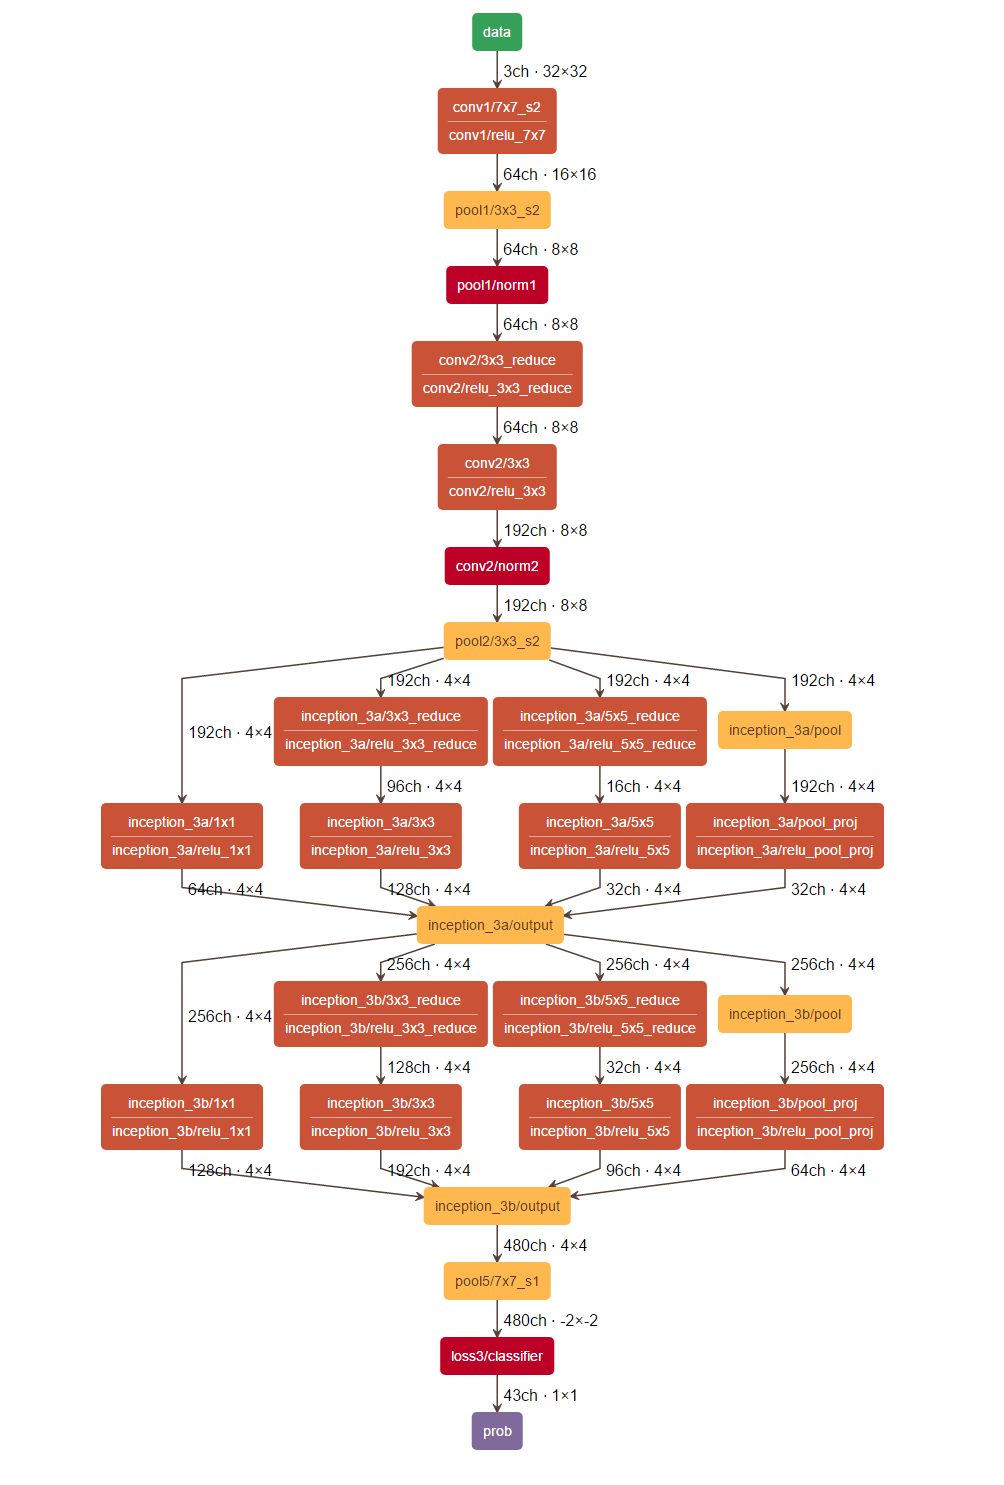 data
3ch · 32×32
conv1/7x7_s2
conv1/relu_7x7
64ch · 16×16
pool1/3x3_s2
64ch · 8×8
pool1/norm1
64ch · 8×8
conv2/3x3_reduce
conv2/relu_3x3_reduce
64ch · 8×8
conv2/3x3
conv2/relu_3x3
192ch · 8×8
conv2/norm2
192ch · 8×8
pool2/3x3_s2
192ch · 4×4
192ch · 4×4
192ch · 4×4
192ch · 4×4
inception_3a/3x3_reduce
inception_3a/relu_3x3_reduce
inception_3a/5x5_reduce
inception_3a/relu_5x5_reduce
inception_3a/pool
96ch · 4×4
16ch · 4×4
192ch · 4×4
inception_3a/1x1
inception_3a/relu_1x1
inception_3a/3x3
inception_3a/relu_3x3
inception_3a/5x5
inception_3a/relu_5x5
inception_3a/pool_proj
inception_3a/relu_pool_proj
64ch · 4×4
128ch · 4×4
32ch · 4×4
32ch · 4×4
inception_3a/output
256ch · 4×4
256ch · 4×4
256ch · 4×4
256ch · 4×4
inception_3b/3x3_reduce
inception_3b/relu_3x3_reduce
inception_3b/5x5_reduce
inception_3b/relu_5x5_reduce
inception_3b/pool
128ch · 4×4
32ch · 4×4
256ch · 4×4
inception_3b/1x1
inception_3b/relu_1x1
inception_3b/3x3
inception_3b/relu_3x3
inception_3b/5x5
inception_3b/relu_5x5
inception_3b/pool_proj
inception_3b/relu_pool_proj
128ch · 4×4
192ch · 4×4
96ch · 4×4
64ch · 4×4
inception_3b/output
480ch · 4×4
pool5/7x7_s1
480ch · -2×-2
loss3/classifier
43ch · 1×1
prob